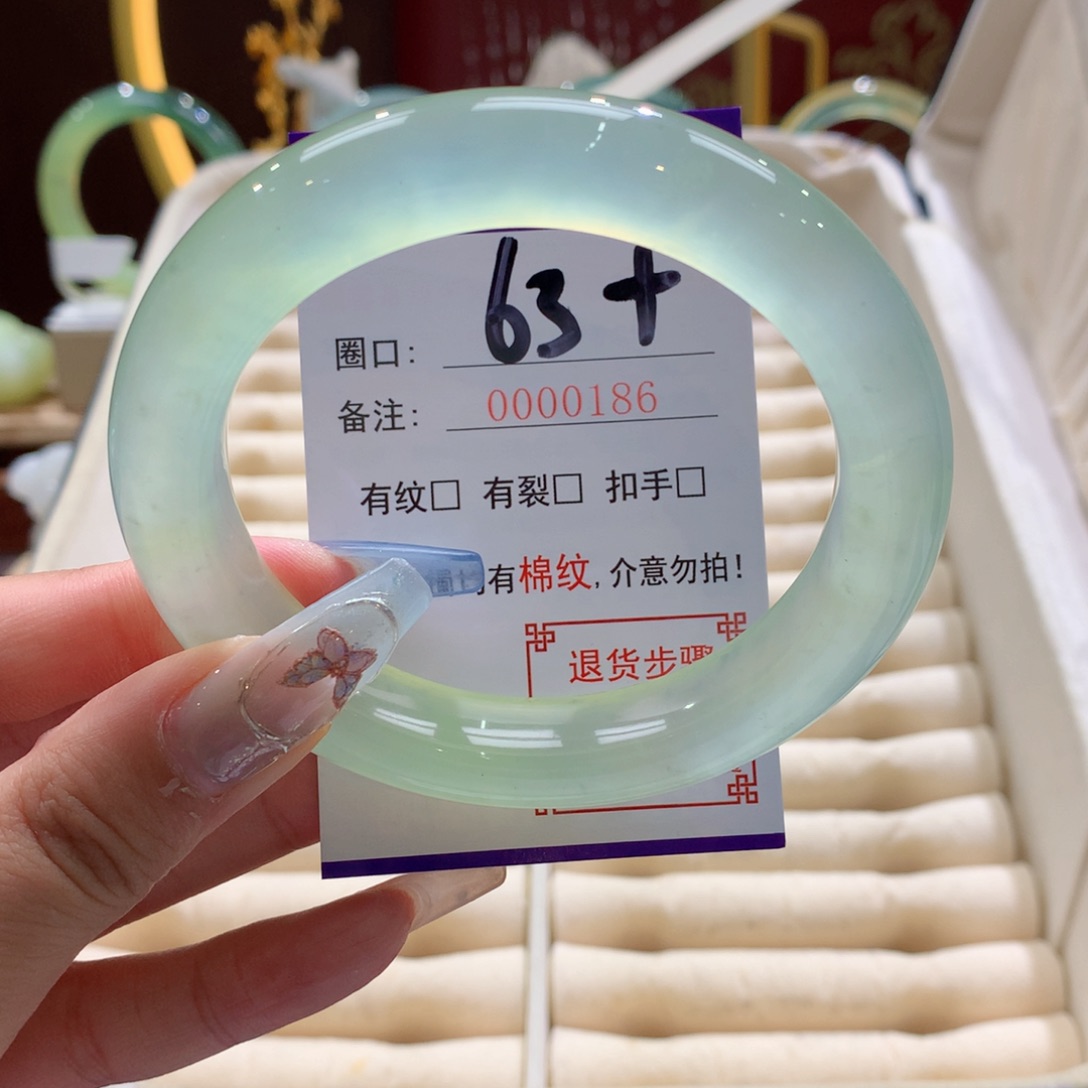 圈口: 63+
备注: 0000186
有纹□ 有裂□ 扣手□
有棉纹,介意勿拍!
退货步骤